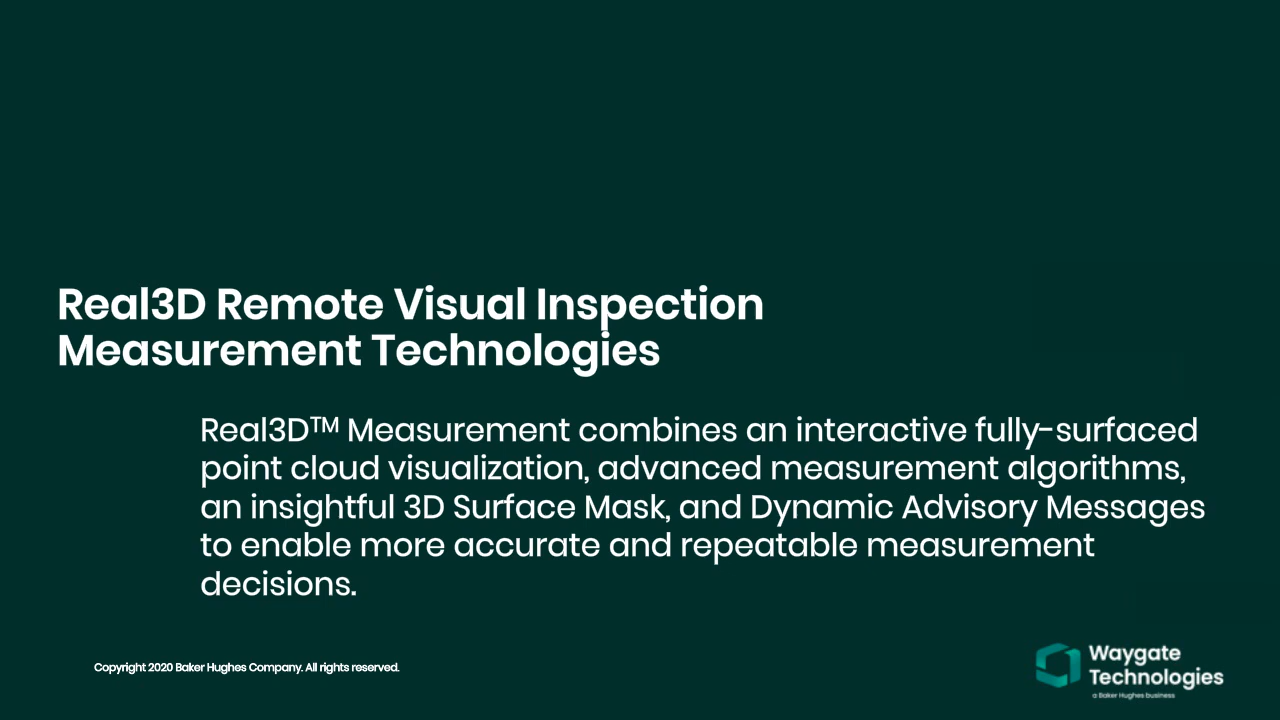 Real3D Remote Visual Inspection
Measurement Technologies
Real3D™ Measurement combines an interactive fully-surfaced
point cloud visualization, advanced measurement algorithms,
an insightful 3D Surface Mask, and Dynamic Advisory Messages
to enable more accurate and repeatable measurement
decisions.
Copyright 2020 Baker Hughes Company. All rights reserved.
Waygate
Technologies
a Baker Hughes business